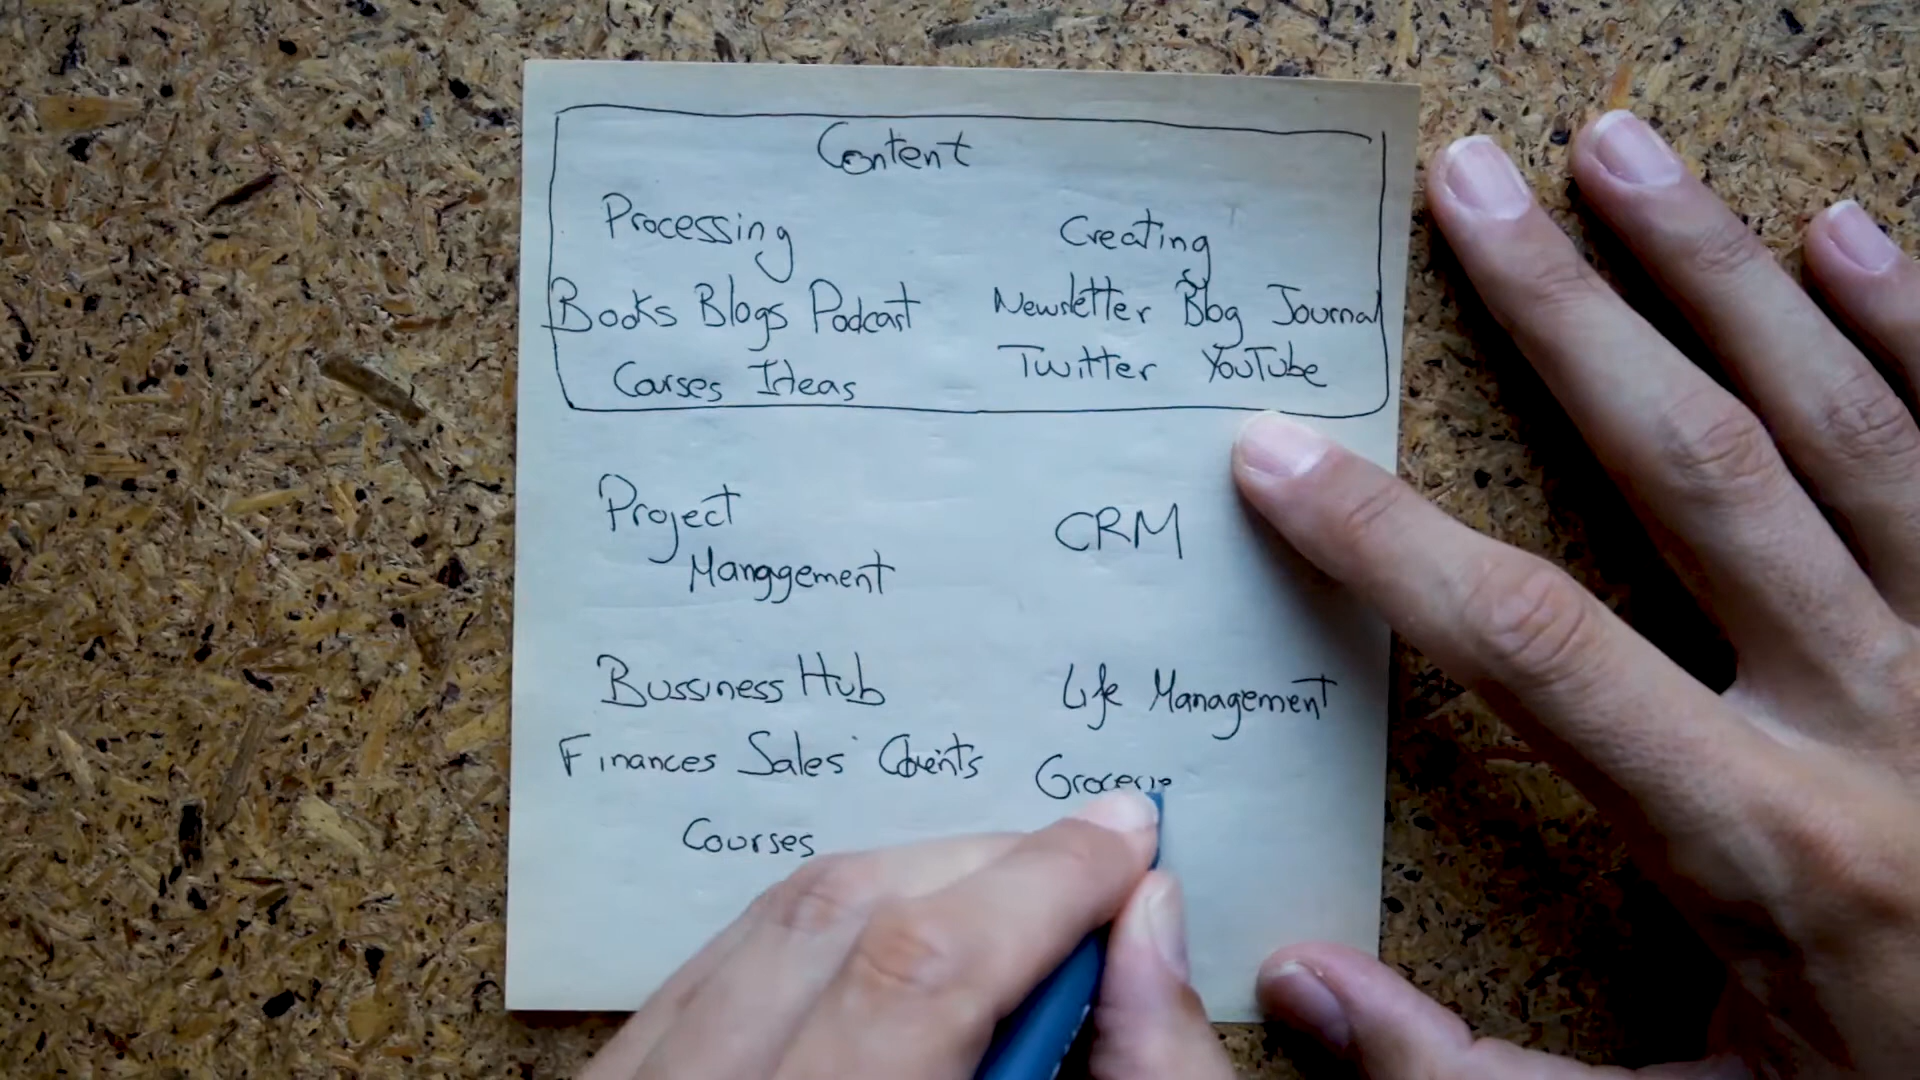 Content
Processing
Books Blogs Podcast
Courses Ideas
Creating
Newsletter Blog Journal
Twitter YouTube
Project
Managgement
CRM
Bussiness Hub
Finances Sales Clients
Courses
Life Management
Grocerie